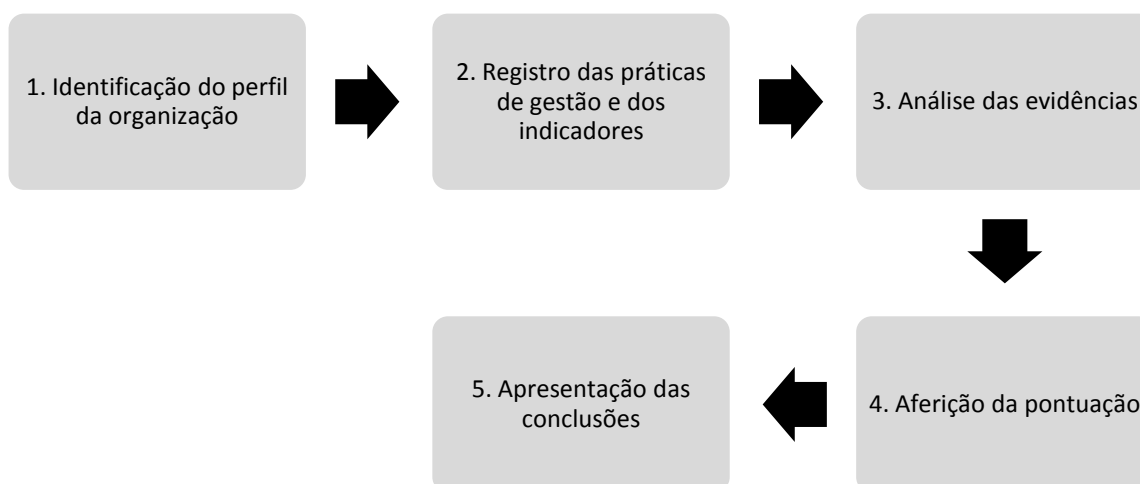 1. Identificação do perfil
da organização
2. Registro das práticas
de gestão e dos
indicadores
3. Análise das evidências
4. Aferição da pontuação
5. Apresentação das
conclusões